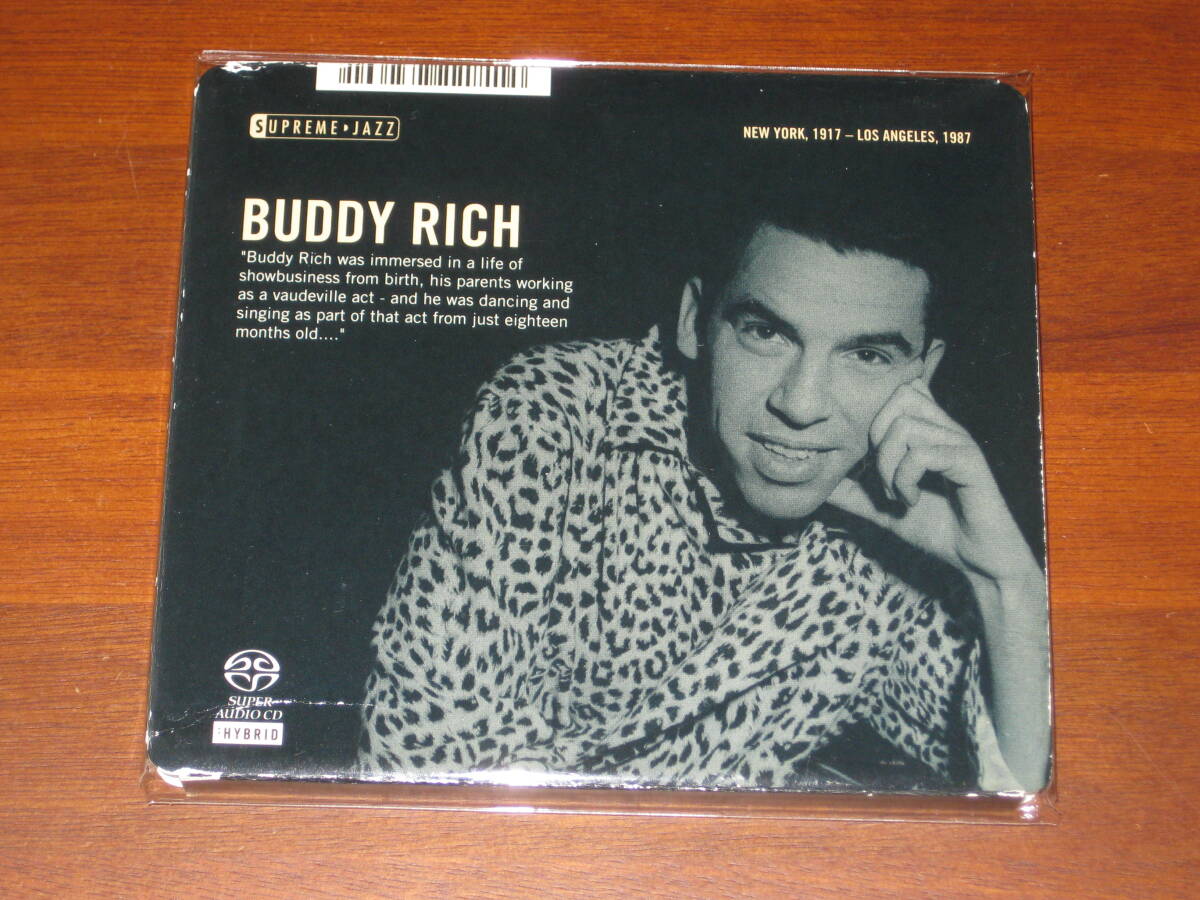 SUPREME JAZZ
NEW YORK, 1917 – LOS ANGELES, 1987
BUDDY RICH
"Buddy Rich was immersed in a life of
showbusiness from birth, his parents working
as a vaudeville act - and he was dancing and
singing as part of that act from just eighteen
months old...."
SUPER
AUDIO CD
HYBRID